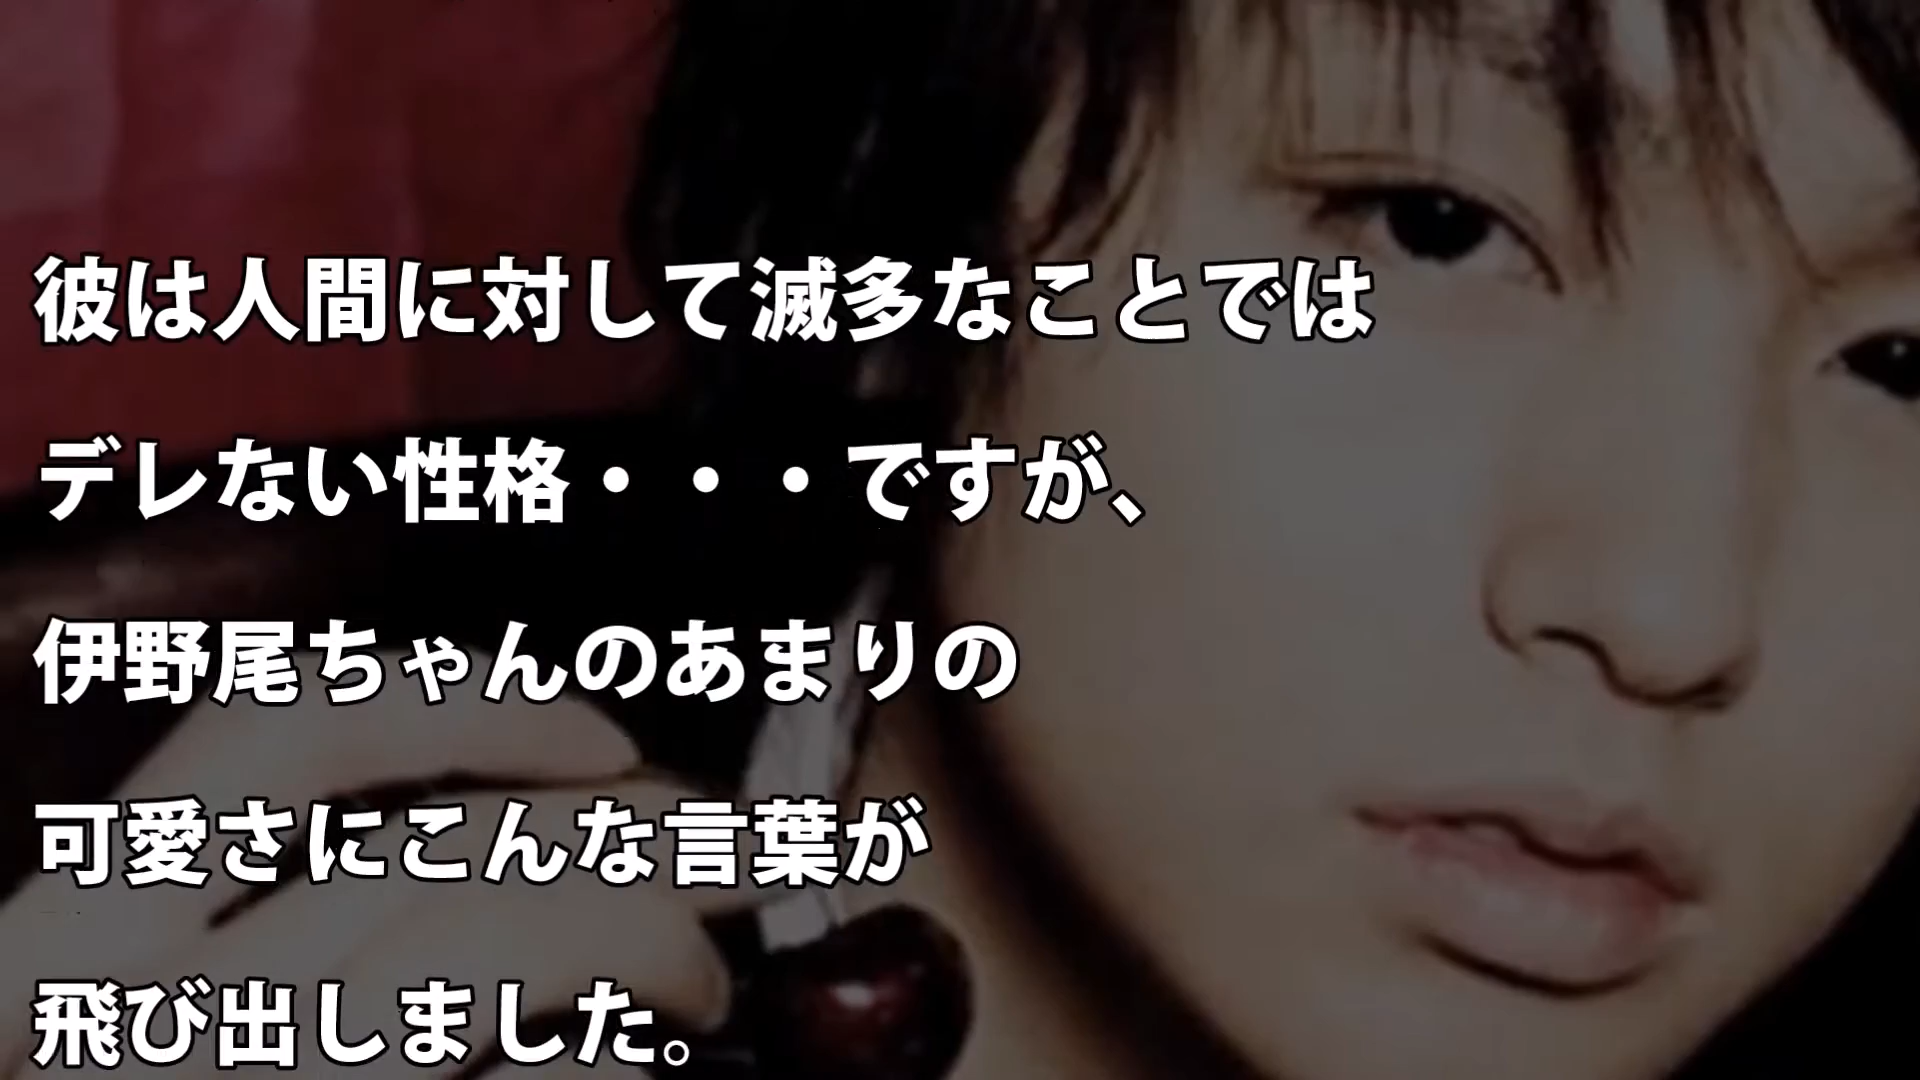 彼は人間に対して滅多なことでは
デレない性格・・・ですが、
伊野尾ちゃんのあまりの
可愛さにこんな言葉が
飛び出しました。